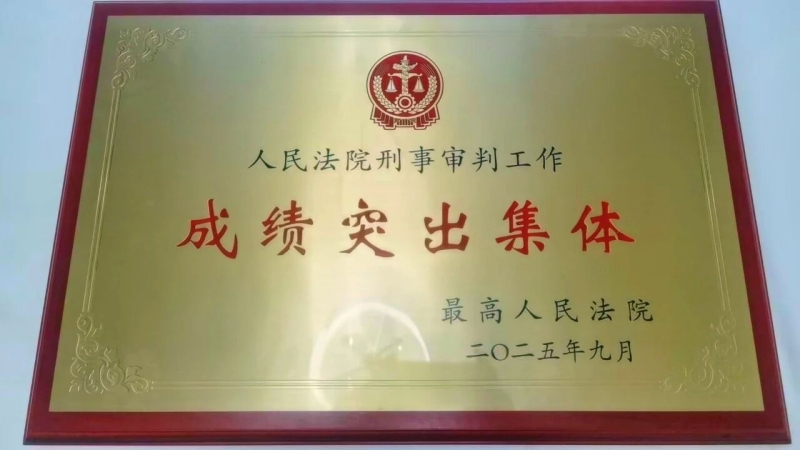 人民法院刑事审判工作
成绩突出集体
最高人民法院
二〇二五年九月